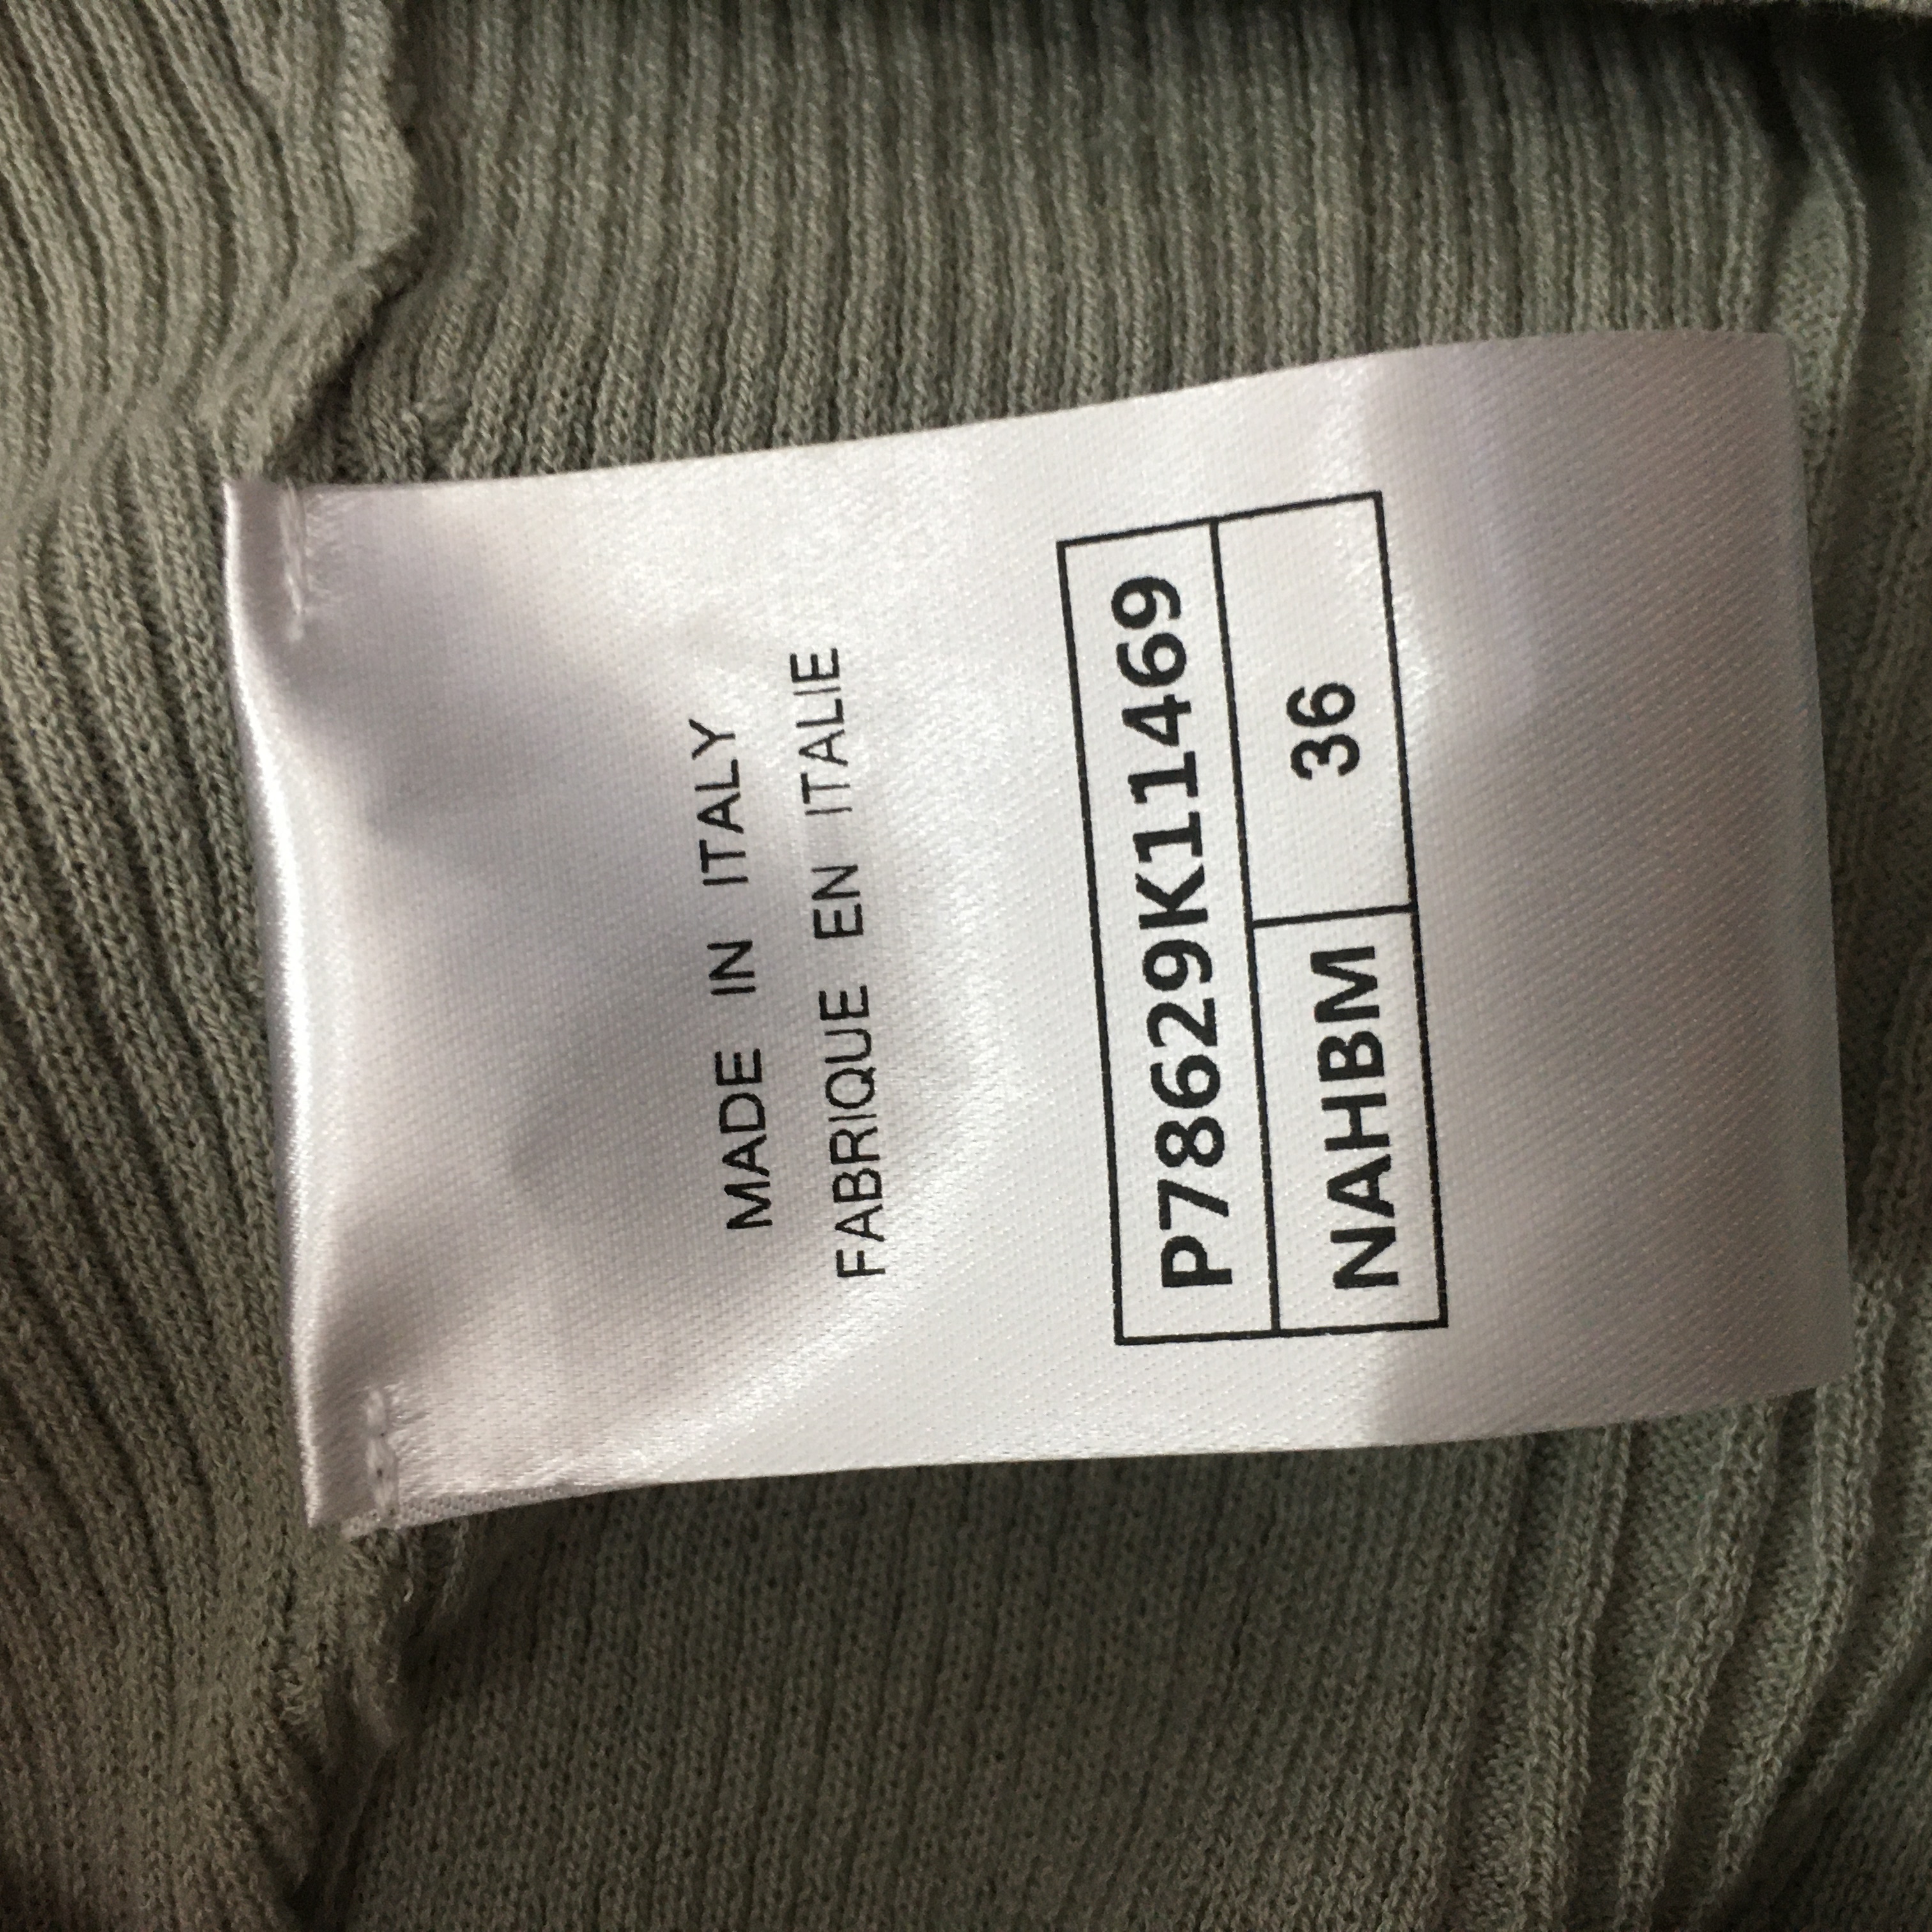 MADE IN ITALY
FABRIQUE EN ITALIE
P78629K11469
NAHBM 36